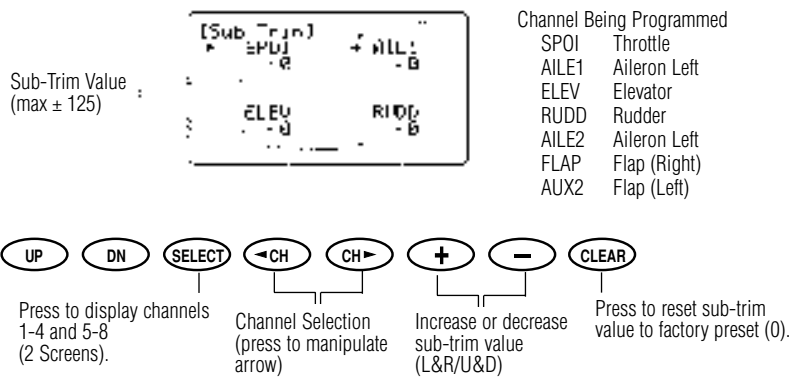 [Sub Trim]
SPOI AILE1
ELEV RUDD
Sub-Trim Value
(max ± 125)
Channel Being Programmed
SPOI Throttle
AILE1 Aileron Left
ELEV Elevator
RUDD Rudder
AILE2 Aileron Left
FLAP Flap (Right)
AUX2 Flap (Left)
UP DN SELECT ◄CH CH► + – CLEAR
Press to display channels
1-4 and 5-8
(2 Screens).
Channel Selection
(press to manipulate
arrow)
Increase or decrease
sub-trim value
(L&R/U&D)
Press to reset sub-trim
value to factory preset (0).